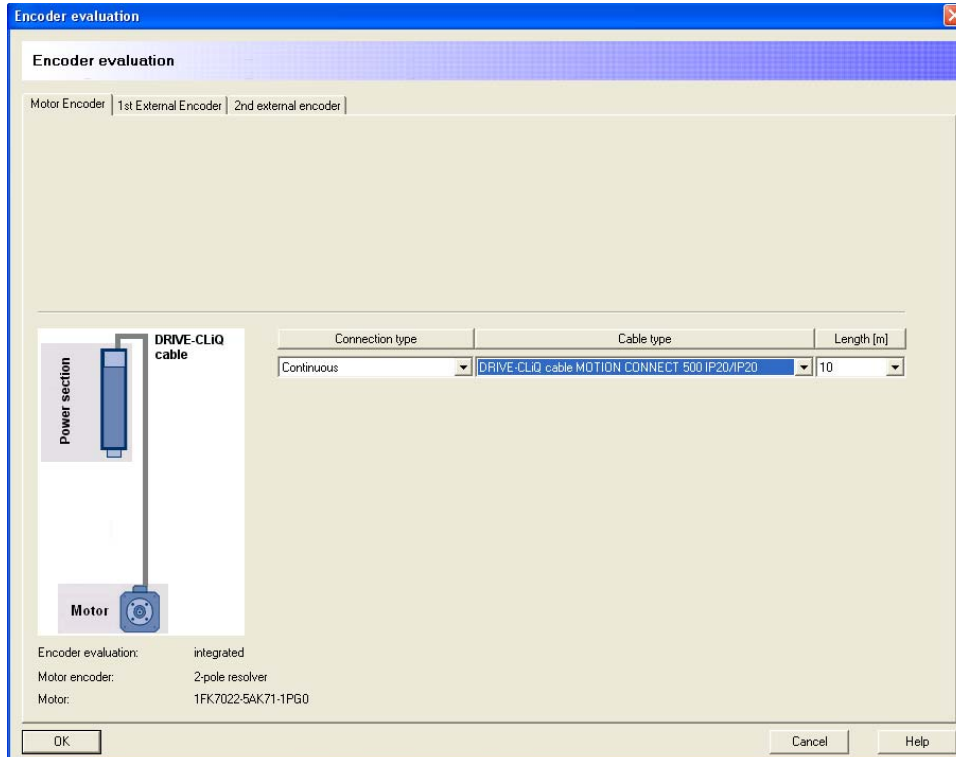 Encoder evaluation
Encoder evaluation
Motor Encoder 1st External Encoder 2nd external encoder
DRIVE-CLiQ
cable
Power section
Motor
Connection type Cable type Length [m]
Continuous DRIVE-CLiQ cable MOTION CONNECT 500 IP20/IP20 10
Encoder evaluation: integrated
Motor encoder: 2-pole resolver
Motor: 1FK7022-5AK71-1PG0
OK Cancel Help